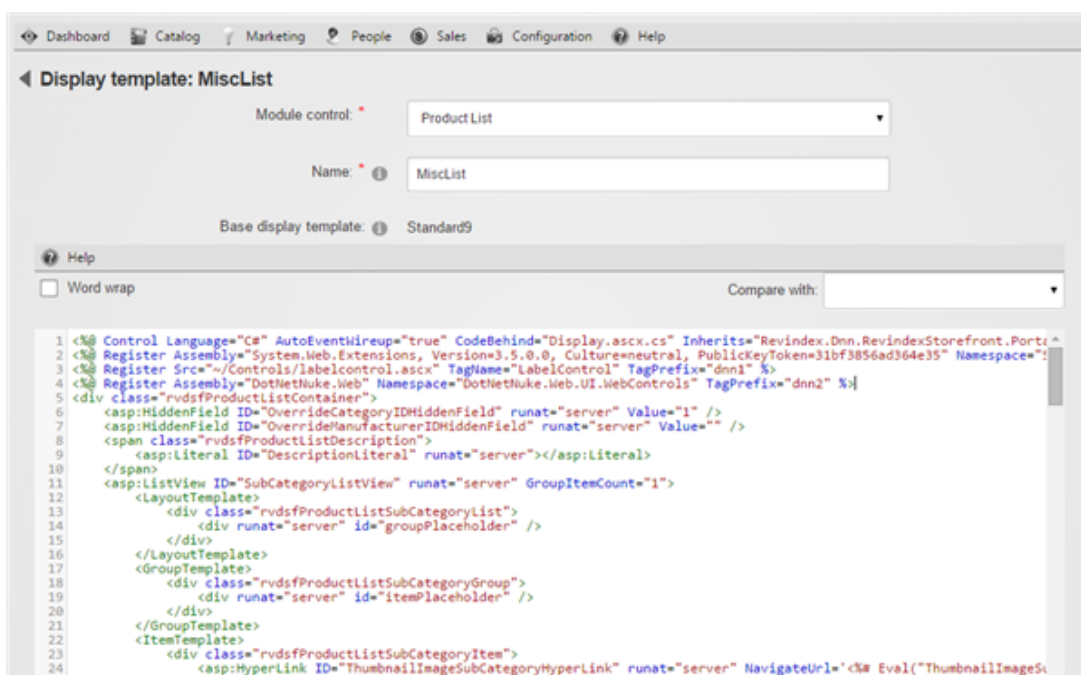 Dashboard Catalog Marketing People Sales Configuration Help
Display template: MiscList
Module control: * Product List
Name: * MiscList
Base display template: Standard9
Help
Word wrap Compare with:
1 <%@ Control Language="C#" AutoEventWireup="true" CodeBehind="Display.ascx.cs" Inherits="Revindex.Dnn.RevindexStorefront.Porta
2 <%@ Register Assembly="System.Web.Extensions, Version=3.5.0.0, Culture=neutral, PublicKeyToken=31bf3856ad364e35" Namespace="S
3 <%@ Register Src="~/Controls/labelcontrol.ascx" TagName="LabelControl" TagPrefix="dnn1" %>
4 <%@ Register Assembly="DotNetNuke.Web" Namespace="DotNetNuke.Web.UI.WebControls" TagPrefix="dnn2" %>
5 <div class="rvdsfProductListContainer">
6 <asp:HiddenField ID="OverrideCategoryIDHiddenField" runat="server" Value="1" />
7 <asp:HiddenField ID="OverrideManufacturerIDHiddenField" runat="server" Value="" />
8 <span class="rvdsfProductListDescription">
9 <asp:Literal ID="DescriptionLiteral" runat="server"></asp:Literal>
10 </span>
11 <asp:ListView ID="SubCategoryListView" runat="server" GroupItemCount="1">
12 <LayoutTemplate>
13 <div class="rvdsfProductListSubCategoryList">
14 <div runat="server" id="groupPlaceholder" />
15 </div>
16 </LayoutTemplate>
17 <GroupTemplate>
18 <div class="rvdsfProductListSubCategoryGroup">
19 <div runat="server" id="itemPlaceholder" />
20 </div>
21 </GroupTemplate>
22 <ItemTemplate>
23 <div class="rvdsfProductListSubCategoryItem">
24 <asp:HyperLink ID="ThumbnailImageSubCategoryHyperLink" runat="server" NavigateUrl='<%# Eval("ThumbnailImageSu